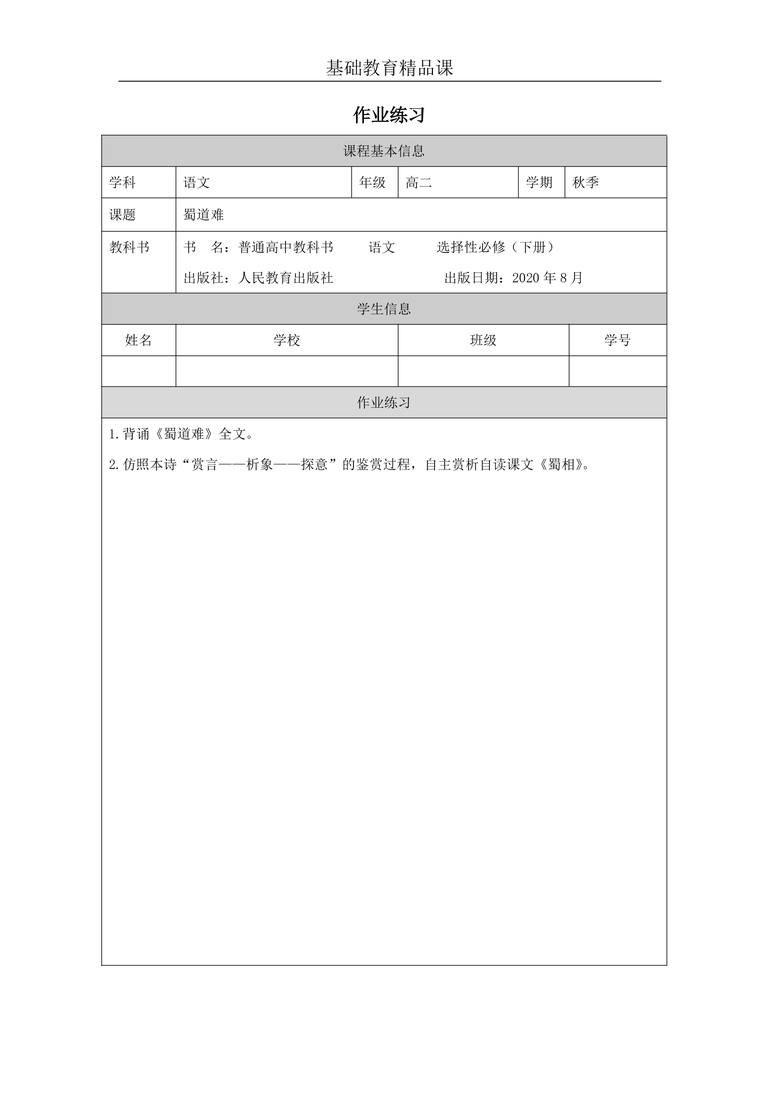 基础教育精品课
作业练习
课程基本信息
学科 语文 年级 高二 学期 秋季
课题 蜀道难
教科书 书 名：普通高中教科书 语文 选择性必修（下册）
出版社：人民教育出版社 出版日期：2020 年 8 月
学生信息
姓名 学校 班级 学号
作业练习
1.背诵《蜀道难》全文。
2.仿照本诗“赏言——析象——探意”的鉴赏过程，自主赏析自读课文《蜀相》。